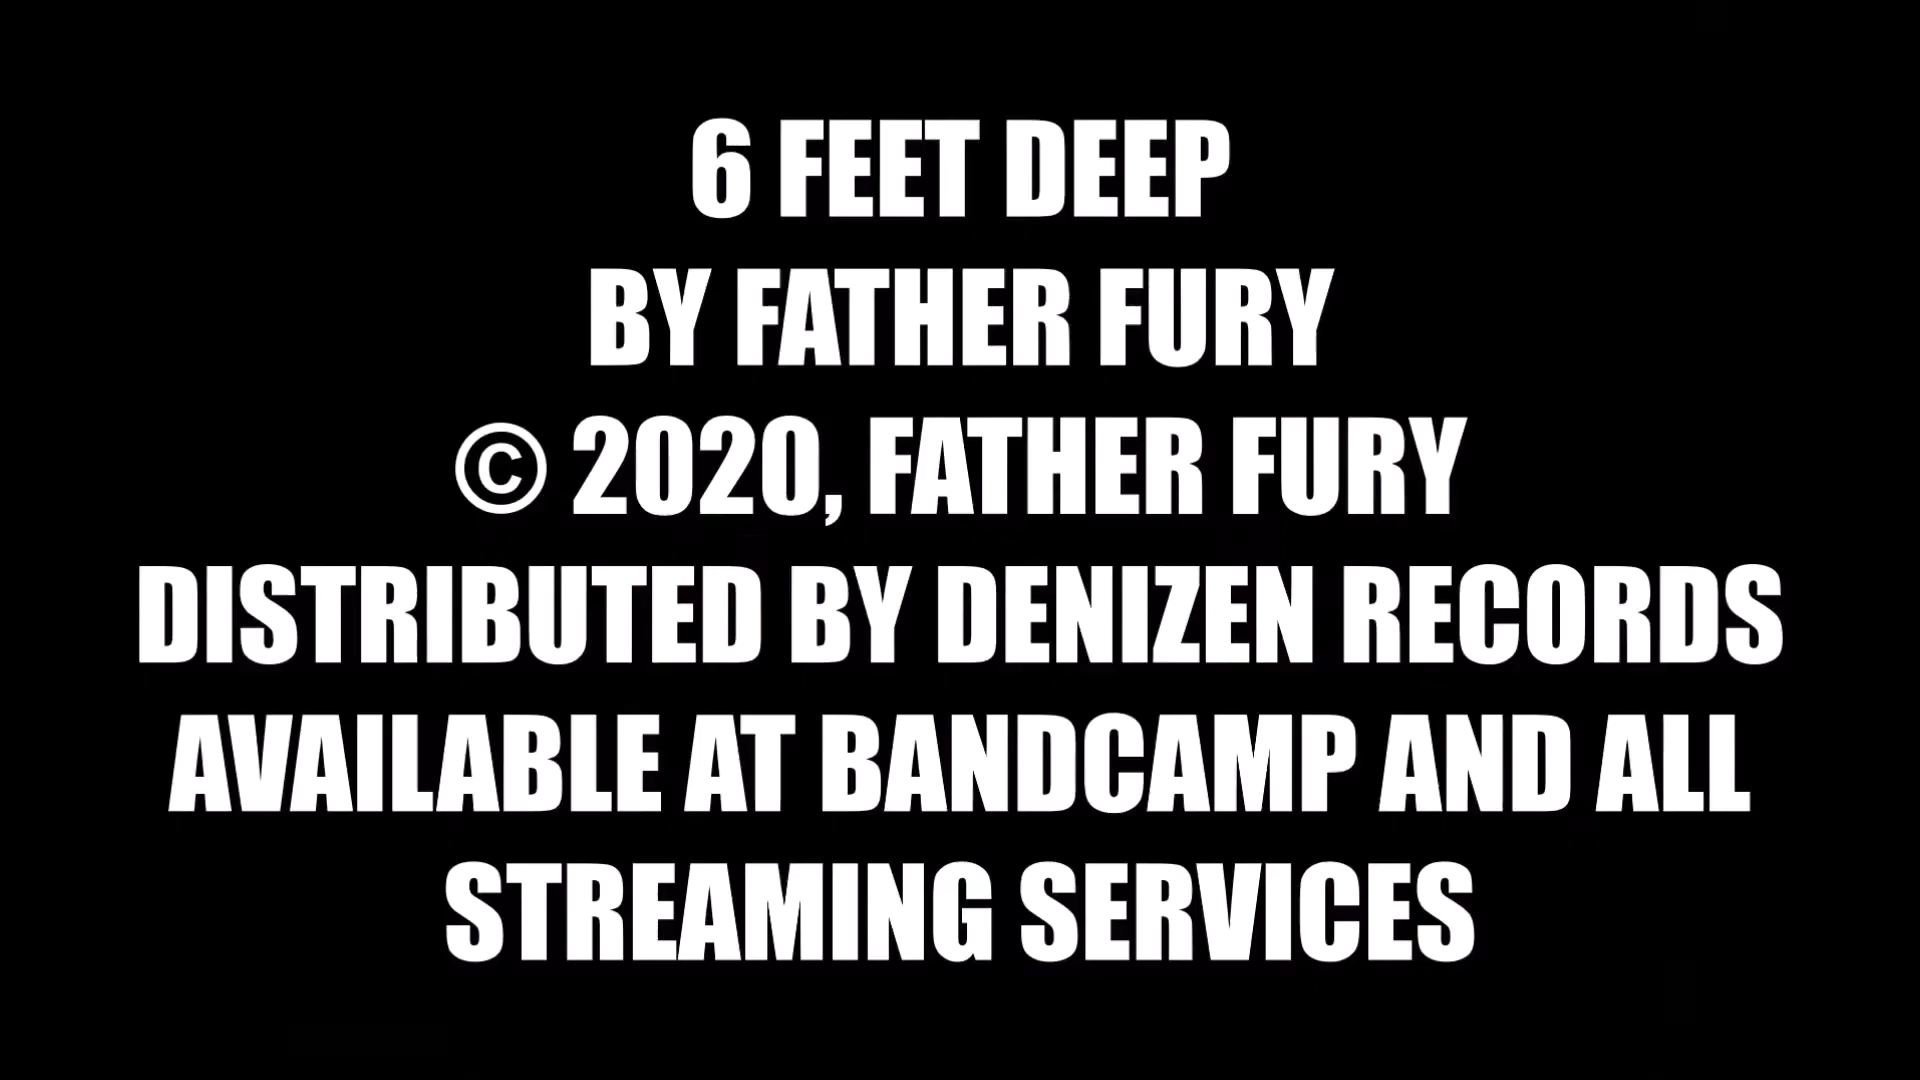 6 FEET DEEP
BY FATHER FURY
© 2020, FATHER FURY
DISTRIBUTED BY DENIZEN RECORDS
AVAILABLE AT BANDCAMP AND ALL
STREAMING SERVICES